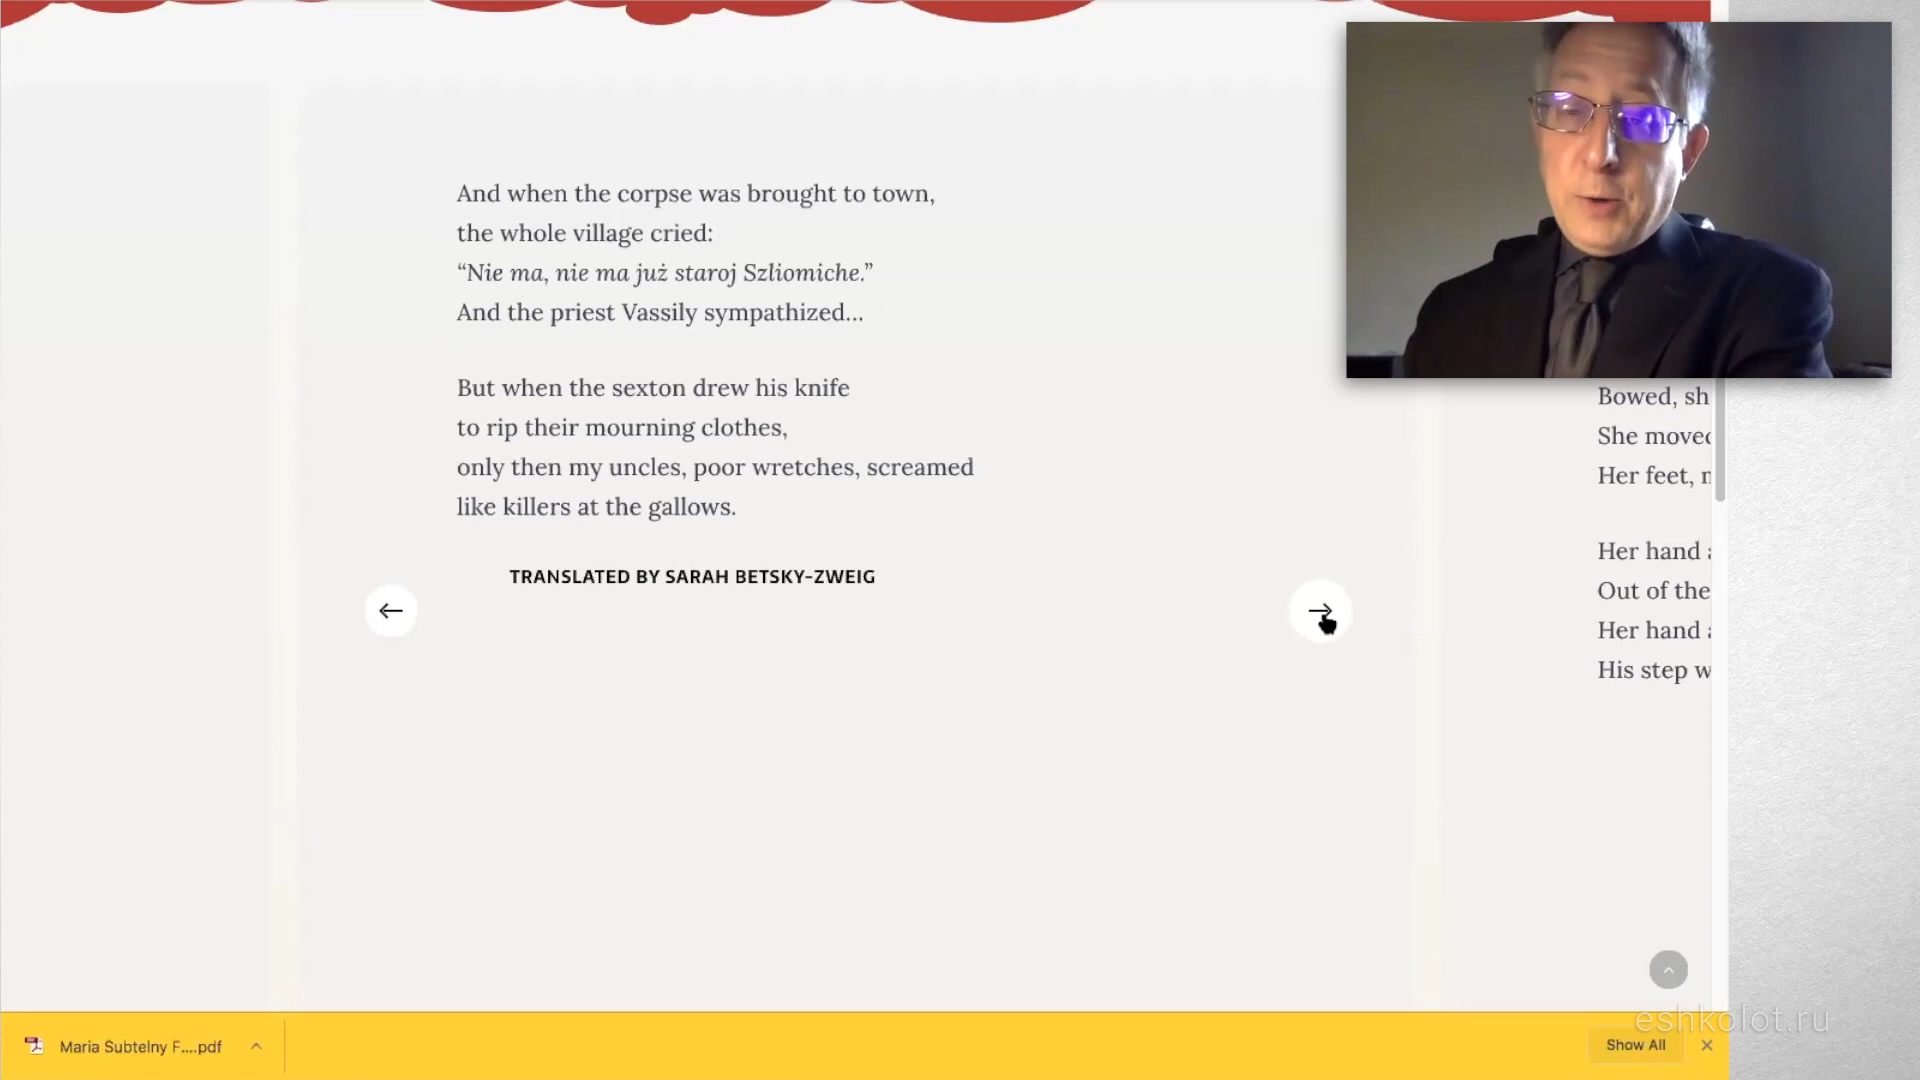 And when the corpse was brought to town,
the whole village cried:
“Nie ma, nie ma już staroj Szliomiche.”
And the priest Vassily sympathized...
But when the sexton drew his knife
to rip their mourning clothes,
only then my uncles, poor wretches, screamed
like killers at the gallows.
TRANSLATED BY SARAH BETSKY-ZWEIG
Bowed, sh
She moved
Her feet,
Her hand
Out of the
Her hand
His step w
eshkolot.ru
Maria Subtelny F....pdf
Show All